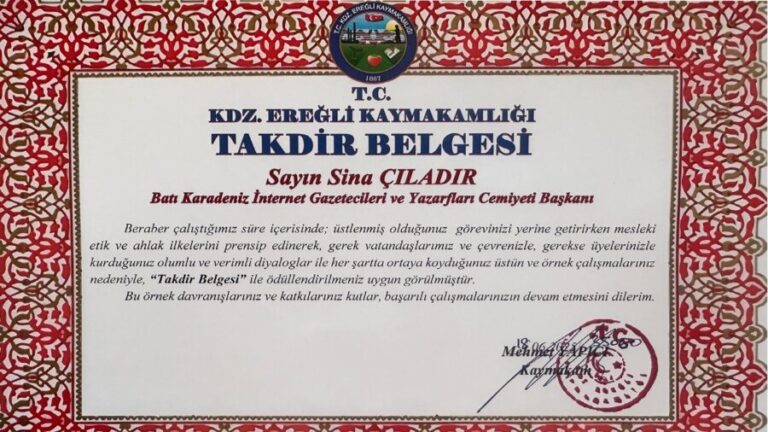 T.C. KDZ. EREĞLİ KAYMAKAMLIĞI
1867
T.C.
KDZ. EREĞLİ KAYMAKAMLIĞI
TAKDİR BELGESİ
Sayın Sina ÇILADIR
Batı Karadeniz İnternet Gazetecileri ve Yazarfları Cemiyeti Başkanı
Beraber çalıştığımız süre içerisinde; üstlenmiş olduğunuz görevinizi yerine getirirken mesleki
etik ve ahlak ilkelerini prensip edinerek, gerek vatandaşlarımız ve çevrenizle, gerekse üyelerinizle
kurduğunuz olumlu ve verimli diyaloglar ile her şartta ortaya koyduğunuz üstün ve örnek çalışmalarınız
nedeniyle, “Takdir Belgesi” ile ödüllendirilmeniz uygun görülmüştür.
Bu örnek davranışlarınız ve katkılarınız kutlar, başarılı çalışmalarınızın devam etmesini dilerim.
T.C.
Mehmet YAPICI
Kaymakam